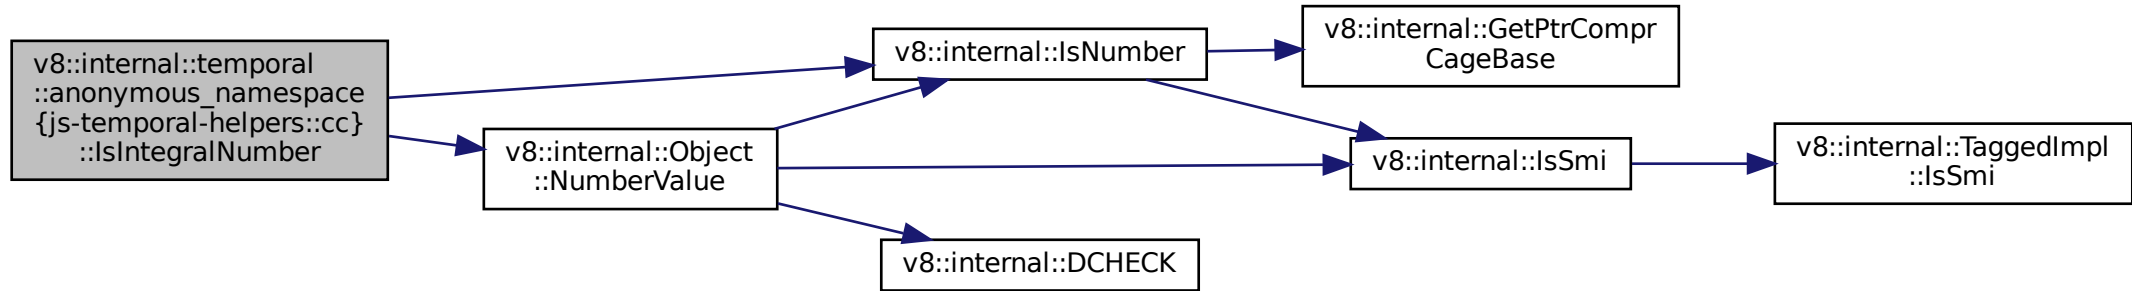 v8::internal::temporal
::anonymous_namespace
{js-temporal-helpers::cc}
::IsIntegralNumber
v8::internal::Object
::NumberValue
v8::internal::IsNumber
v8::internal::DCHECK
v8::internal::GetPtrCompr
CageBase
v8::internal::IsSmi
v8::internal::TaggedImpl
::IsSmi